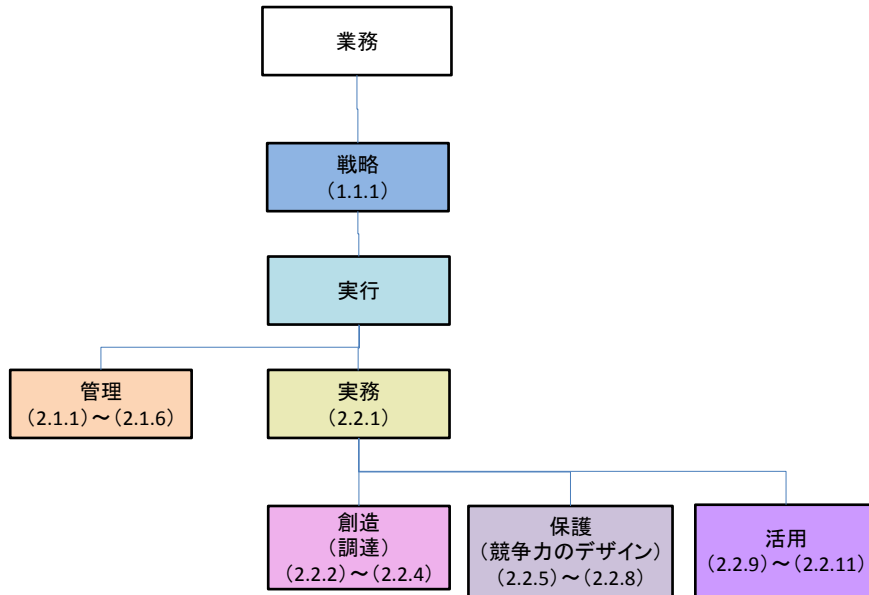 業務
戦略
（1.1.1）
実行
管理
（2.1.1）～（2.1.6）
実務
（2.2.1）
創造
（調達）
（2.2.2）～（2.2.4）
保護
（競争力のデザイン）
（2.2.5）～（2.2.8）
活用
（2.2.9）～（2.2.11）